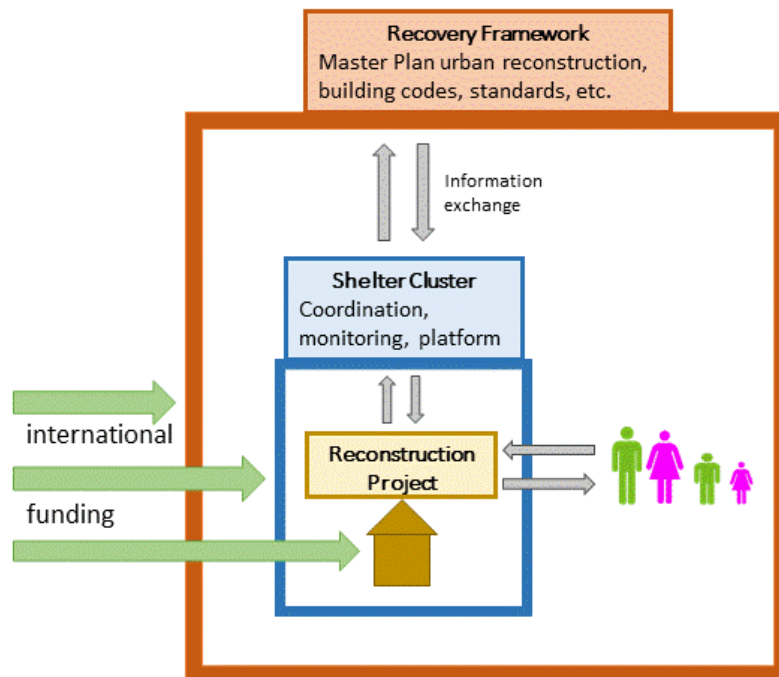 Recovery Framework
Master Plan urban reconstruction,
building codes, standards, etc.
Information
exchange
Shelter Cluster
Coordination,
monitoring, platform
international
Reconstruction
Project
funding